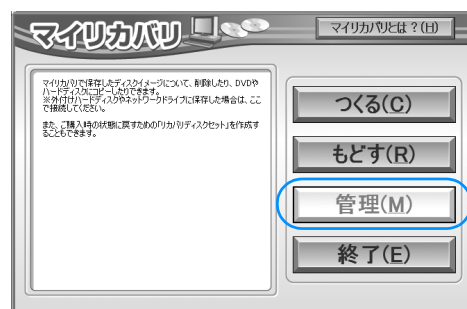 マイリカバリ
マイリカバリとは？(H)
マイリカバリで保存したディスクイメージについて、削除したり、DVDや
ハードディスクにコピーしたりできます。
※外付けハードディスクやネットワークドライブに保存した場合は、ここ
で接続してください。
また、ご購入時の状態に戻すための「リカバリディスクセット」を作成す
ることもできます。
つくる(C)
もどす(R)
管理(M)
終了(E)